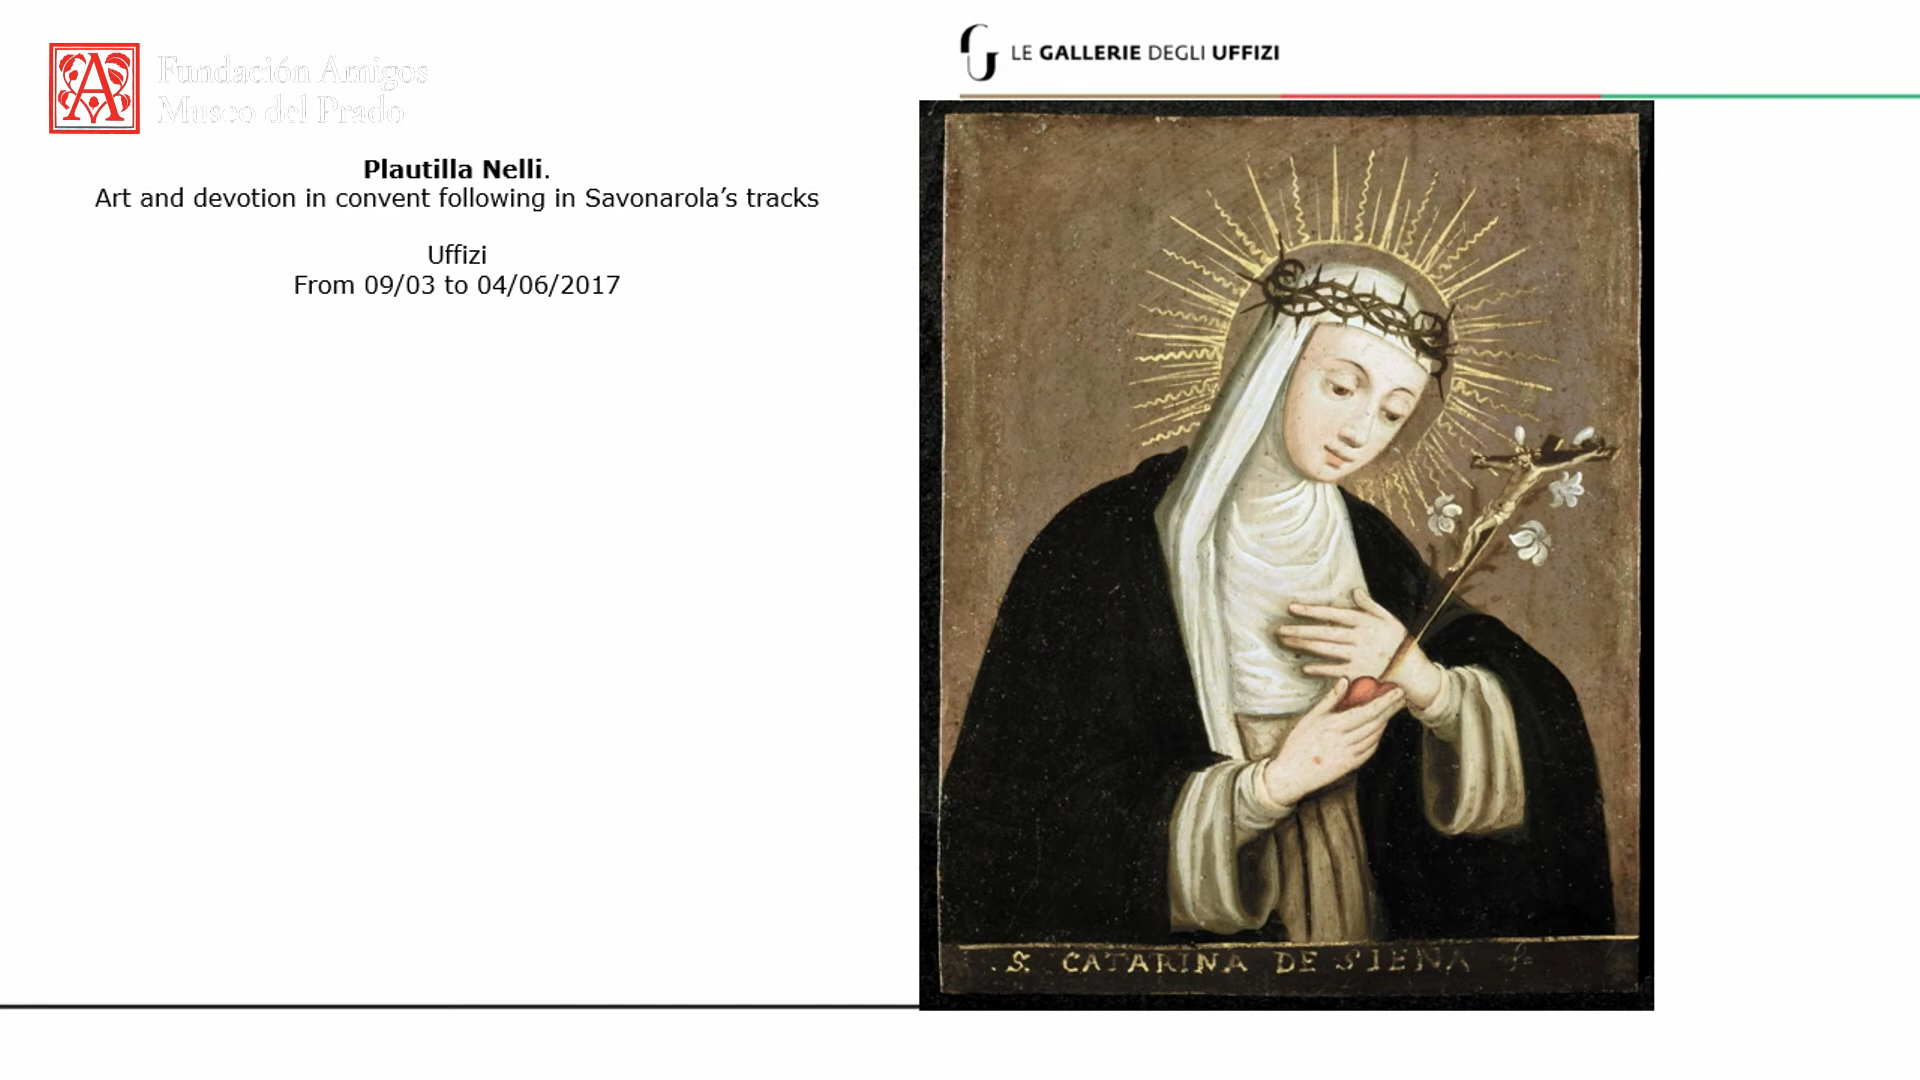 Fundación Amigos
Museo del Prado
LE GALLERIE DEGLI UFFIZI
Plautilla Nelli.
Art and devotion in convent following in Savonarola’s tracks
Uffizi
From 09/03 to 04/06/2017
S. CATARINA DE SIENA